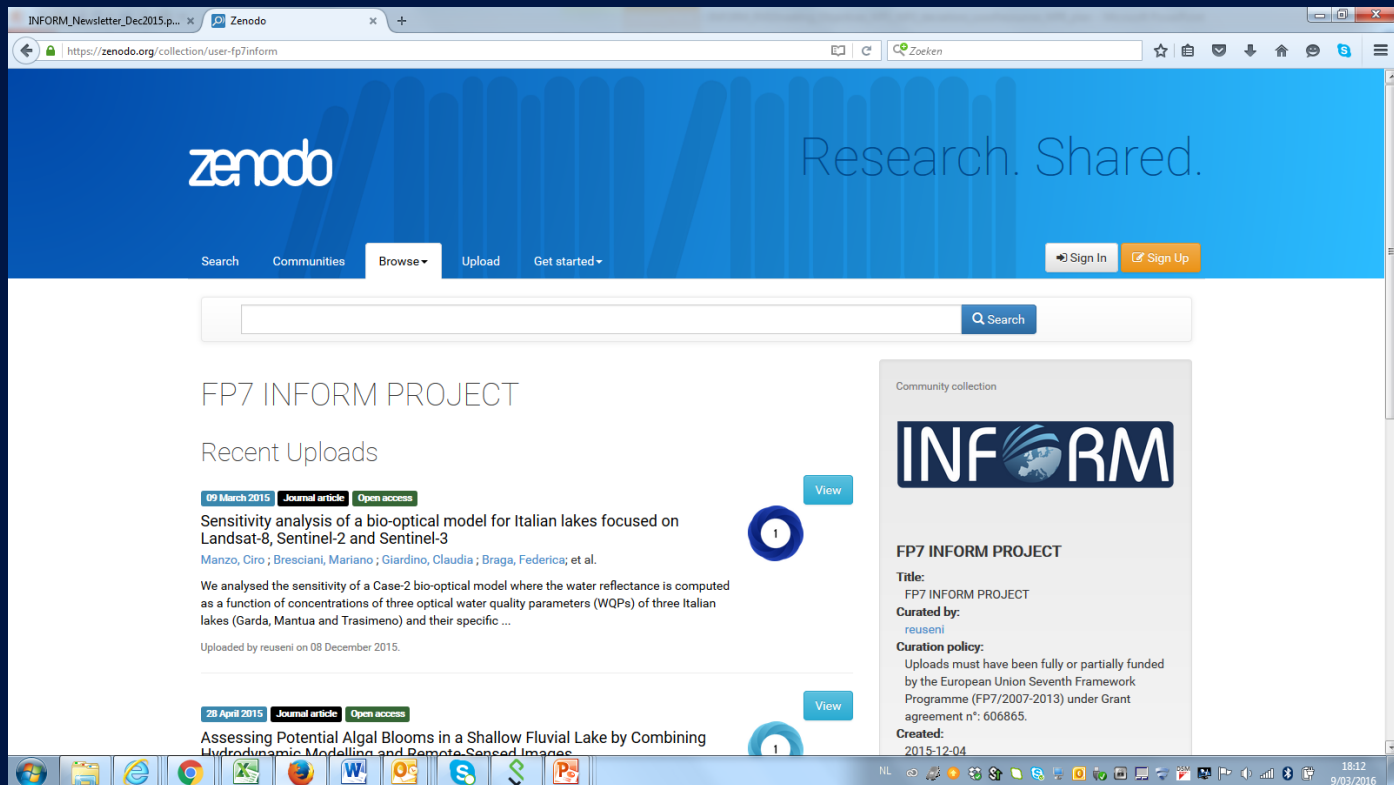 INFORM_Newsletter_Dec2015.p...
Zenodo
https://zenodo.org/collection/user-fp7inform
Zoeken
zenodo
Research. Shared.
Search Communities Browse Upload Get started
Sign In Sign Up
Search
FP7 INFORM PROJECT
Recent Uploads
09 March 2015 Journal article Open access
View
Sensitivity analysis of a bio-optical model for Italian lakes focused on
Landsat-8, Sentinel-2 and Sentinel-3
1
Manzo, Ciro ; Bresciani, Mariano ; Giardino, Claudia ; Braga, Federica; et al.
We analysed the sensitivity of a Case-2 bio-optical model where the water reflectance is computed
as a function of concentrations of three optical water quality parameters (WQPs) of three Italian
lakes (Garda, Mantua and Trasimeno) and their specific ...
Uploaded by reuseni on 08 December 2015.
28 April 2015 Journal article Open access
View
Assessing Potential Algal Blooms in a Shallow Fluvial Lake by Combining
Hydrodynamic Modelling and Remote-Sensed Images
1
Community collection
INFORM
FP7 INFORM PROJECT
Title:
FP7 INFORM PROJECT
Curated by:
reuseni
Curation policy:
Uploads must have been fully or partially funded
by the European Union Seventh Framework
Programme (FP7/2007-2013) under Grant
agreement n°: 606865.
Created:
2015-12-04
NL
18:12
9/03/2016